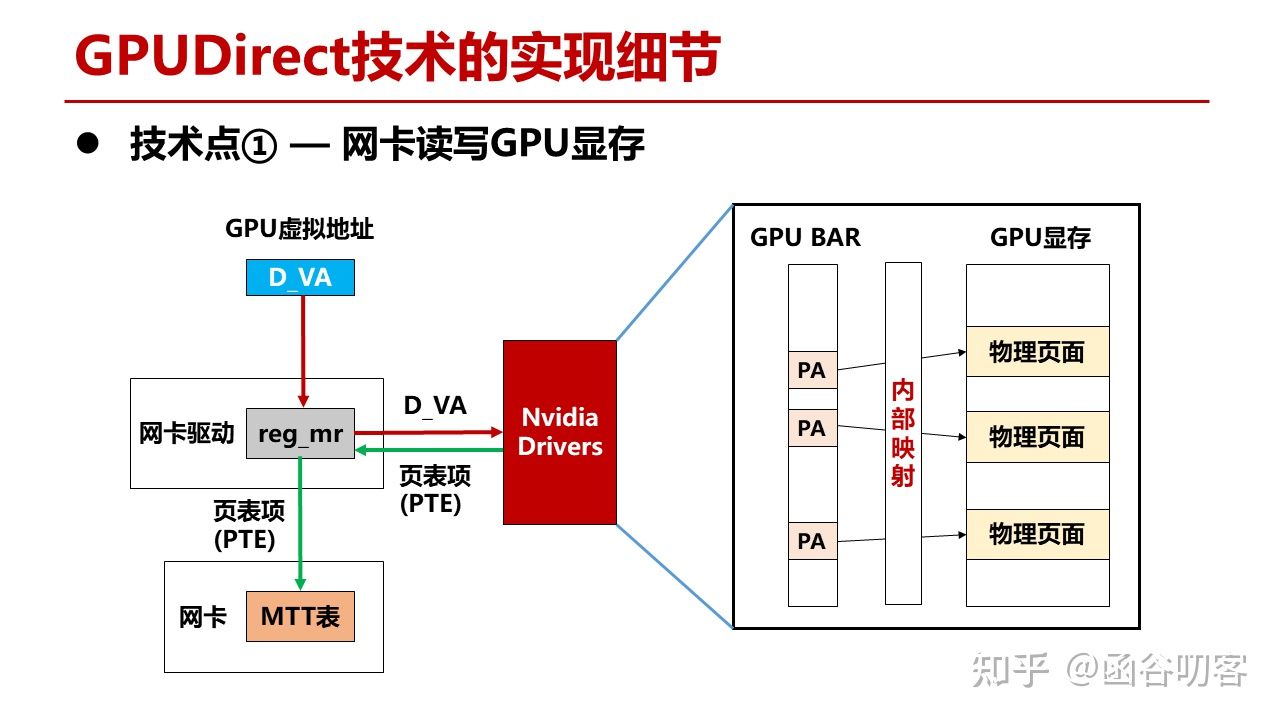 GPUDirect技术的实现细节
● 技术点① — 网卡读写GPU显存
GPU虚拟地址
D_VA
网卡驱动
reg_mr
D_VA
页表项
(PTE)
Nvidia
Drivers
页表项
(PTE)
网卡
MTT表
GPU BAR
GPU显存
PA
PA
PA
内
部
映
射
物理页面
物理页面
物理页面
知乎 @函谷叨客